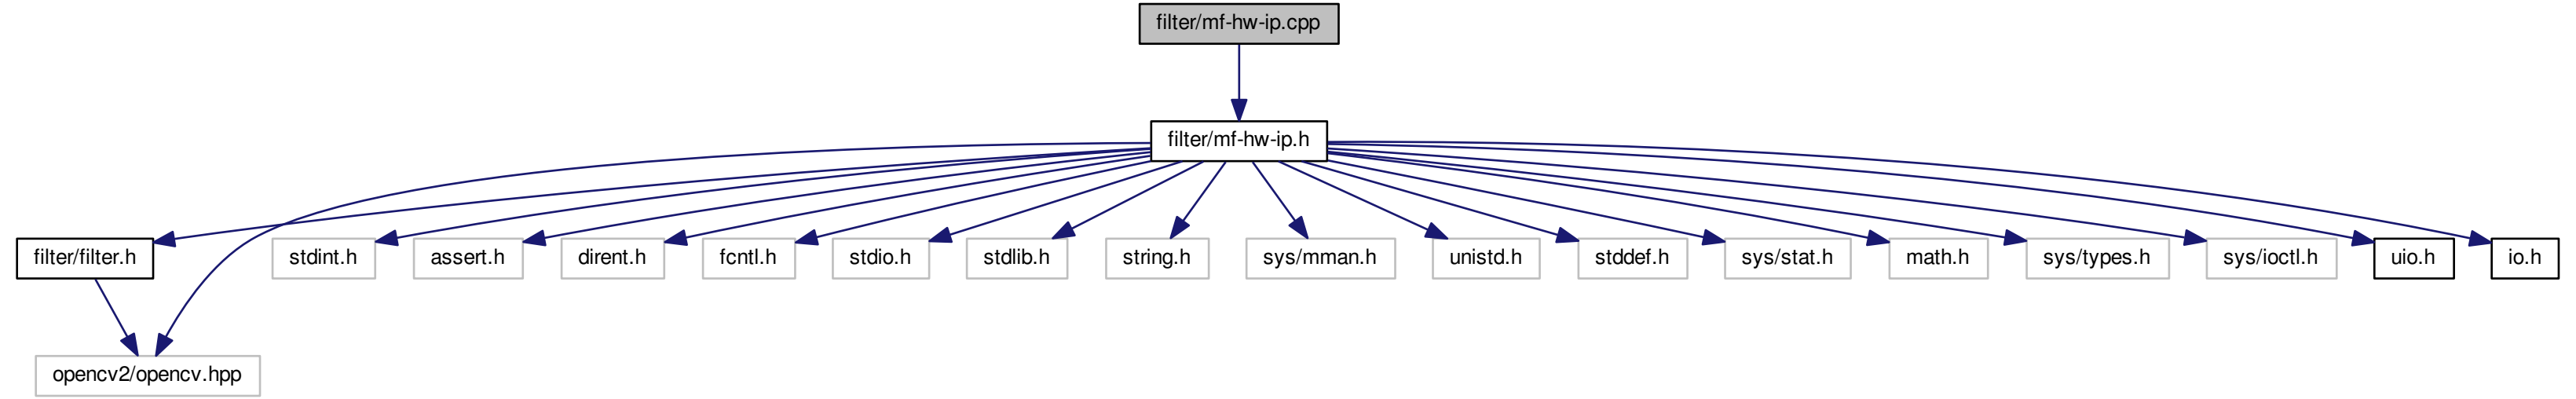 filter/mf-hw-ip.cpp
filter/mf-hw-ip.h
filter/filter.h
stdint.h
assert.h
dirent.h
fcntl.h
stdio.h
stdlib.h
string.h
sys/mman.h
unistd.h
stddef.h
sys/stat.h
math.h
sys/types.h
sys/ioctl.h
uio.h
io.h
opencv2/opencv.hpp